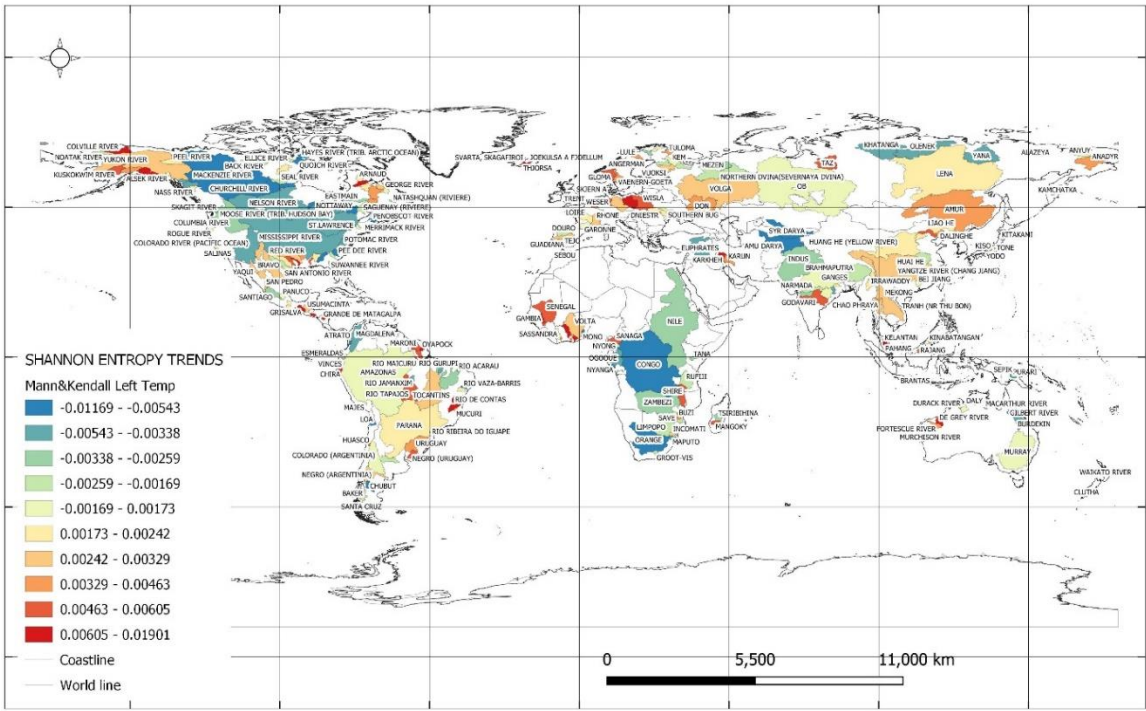 COLVILLE RIVER
NOATAK RIVER
YUKON RIVER
KUSKOKWIM RIVER
ALSEK RIVER
PEEL RIVER
ELLICE RIVER
HAYES RIVER (TRIB. ARCTIC OCEAN)
BACK RIVER
QUOICH RIVER
MACKENZIE RIVER
SEAL RIVER
ARNAUD
CHURCHILL RIVER
GEORGE RIVER
EASTMAIN
NATASHQUAN (RIVIERE)
NASS RIVER
NELSON RIVER
NOTTAWAY
SAGUENAY (RIVIERE)
SKAGIT RIVER
MOOSE RIVER (TRIB. HUDSON BAY)
PENOBSCOT RIVER
COLUMBIA RIVER
ST.LAWRENCE
MERRIMACK RIVER
ROGUE RIVER
MISSISSIPPI RIVER
POTOMAC RIVER
COLORADO RIVER (PACIFIC OCEAN)
PEE DEE RIVER
SALINAS
RED RIVER
BRAVO
SUWANNEE RIVER
YAQUI
SAN ANTONIO RIVER
SAN PEDRO
PANUCO
SANTIAGO
USUMACINTA
GRISALVA
GRANDE DE MATAGALPA
ATRATO
MAGDALENA
MARONI
OYAPOCK
ESMERALDAS
RIO MAICURU
RIO GURUPI
RIO ACARAU
VINCES
AMAZONAS
CHIRA
RIO JAMANXIM
RIO VAZA-BARRIS
RIO TAPAJOS
TOCANTINS
RIO DE CONTAS
MAJES
MUCURI
LOA
PARANA
RIO RIBEIRA DO IGUAPE
HUASCO
URUGUAY
COLORADO (ARGENTINIA)
NEGRO (URUGUAY)
NEGRO (ARGENTINIA)
CHUBUT
BAKER
SANTA CRUZ
SVARTA, SKAGAFIROI
JOEKULSA A FJOELLUM
THJORSA
LULE
TULOMA
KEM
ANGERMAN
VUOKSI
MEZEN
GLOMA
NORTHERN DVINA(SEVERNAYA DVINA)
VAENERN-GOETA
SKJERN A
OB
TAZ
TRENT
WISLA
VOLGA
WESER
DON
LOIRE
DNIESTR
RHONE
SOUTHERN BUG
DOURO
GARONNE
TEJO
GUADIANA
SEBOU
EUPHRATES
KARKHEH
KARUN
AMU DARYA
SYR DARYA
KHATANGA
OLENEK
YANA
ALAZEYA
ANYUY
ANADYR
LENA
KAMCHATKA
AMUR
LIAO HE
DALINGHE
KITAKAMI
KISO
TONE
YODO
HUANG HE (YELLOW RIVER)
INDUS
HUAI HE
BRAHMAPUTRA
YANGTZE RIVER (CHANG JIANG)
GANGES
BEI JIANG
NARMADA
IRRAWADDY
MEKONG
GODAVARI
TRANH (NR THU BON)
CHAO PHRAYA
KELANTAN
KINABATANGAN
PAHANG
RAJANG
BRANTAS
SEPIK
PURARI
SENEGAL
GAMBIA
VOLTA
SASSANDRA
MONO
NILE
SANAGA
NYONG
OGOOUE
NYANGA
CONGO
TANA
RUFIJI
SHIRE
ZAMBEZI
TSIRIBIHINA
BUZI
SAVE
MANGOKY
LIMPOPO
INCOMATI
MAPUTO
ORANGE
GROOT-VIS
DURACK RIVER
DALY
MACARTHUR RIVER
GILBERT RIVER
DE GREY RIVER
BURDEKIN
FORTESCUE RIVER
MURCHISON RIVER
MURRAY
WAIKATO RIVER
CLUTHA
SHANNON ENTROPY TRENDS
Mann&Kendall Left Temp
-0.01169 - -0.00543
-0.00543 - -0.00338
-0.00338 - -0.00259
-0.00259 - -0.00169
-0.00169 - 0.00173
0.00173 - 0.00242
0.00242 - 0.00329
0.00329 - 0.00463
0.00463 - 0.00605
0.00605 - 0.01901
Coastline
World line
0 5,500 11,000 km